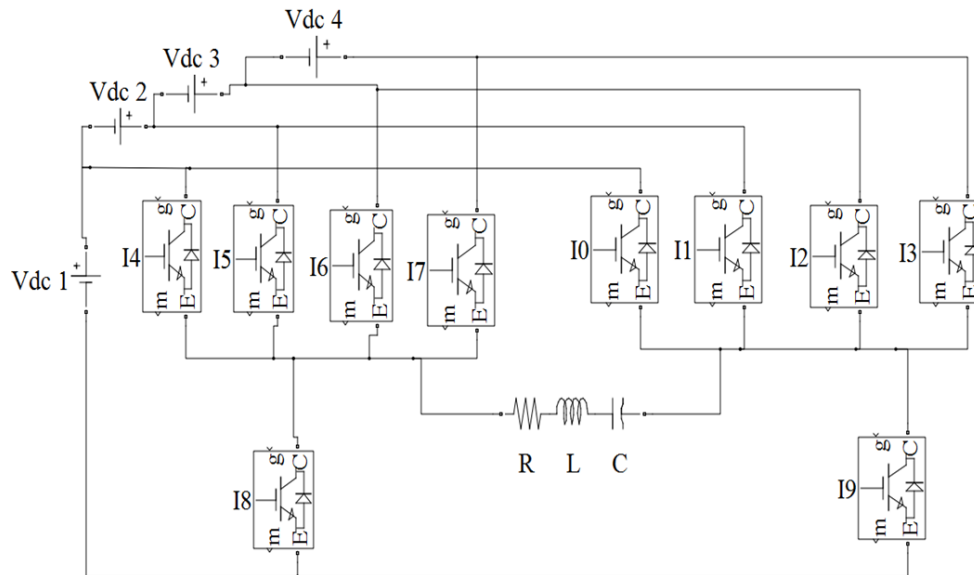 Vdc 4
+
Vdc 3
+
Vdc 2
+
+
Vdc 1
g C
I4
m E
g C
I5
m E
g C
I6
m E
g C
I7
m E
g C
I0
m E
g C
I1
m E
g C
I2
m E
g C
I3
m E
R L C
g C
I8
m E
g C
I9
m E